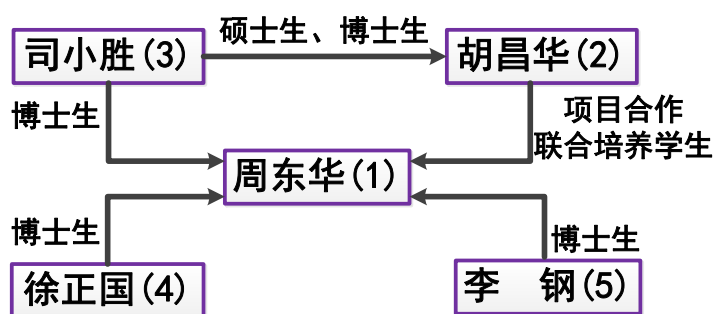 硕士生、博士生
司小胜(3)
胡昌华(2)
博士生
项目合作
联合培养学生
周东华(1)
博士生
博士生
徐正国(4)
李 钢(5)